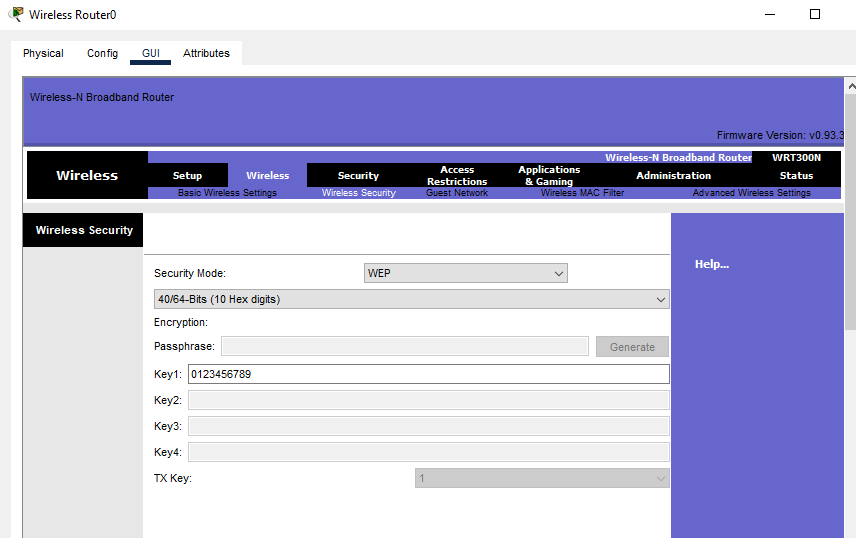 Wireless Router0
Physical Config GUI Attributes
Wireless-N Broadband Router
Firmware Version: v0.93.3
Wireless-N Broadband Router WRT300N
Wireless
Setup Wireless Security Access Restrictions Applications & Gaming Administration Status
Basic Wireless Settings Wireless Security Guest Network Wireless MAC Filter Advanced Wireless Settings
Wireless Security
Help...
Security Mode: WEP
40/64-Bits (10 Hex digits)
Encryption:
Passphrase: Generate
Key1: 0123456789
Key2:
Key3:
Key4:
TX Key: 1